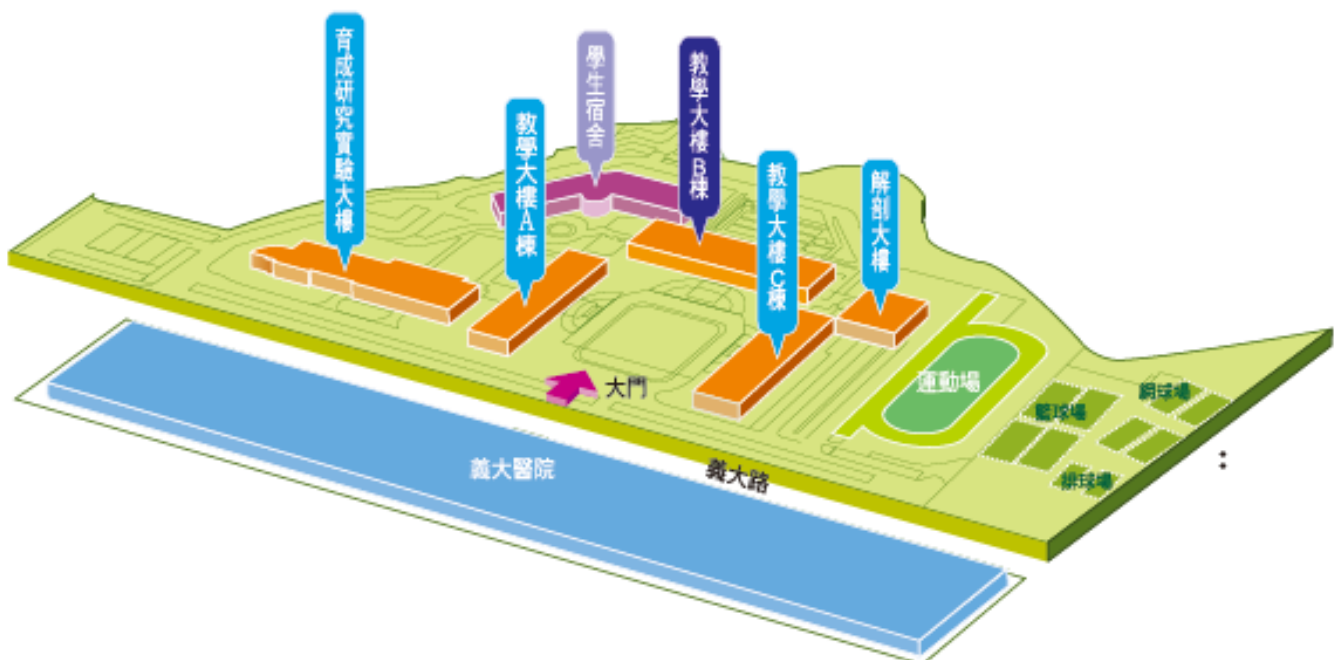 育成研究實驗大樓
學生宿舍
教學大樓B棟
教學大樓A棟
教學大樓C棟
解剖大樓
運動場
大門
籃球場
網球場
排球場
義大路
義大醫院
: